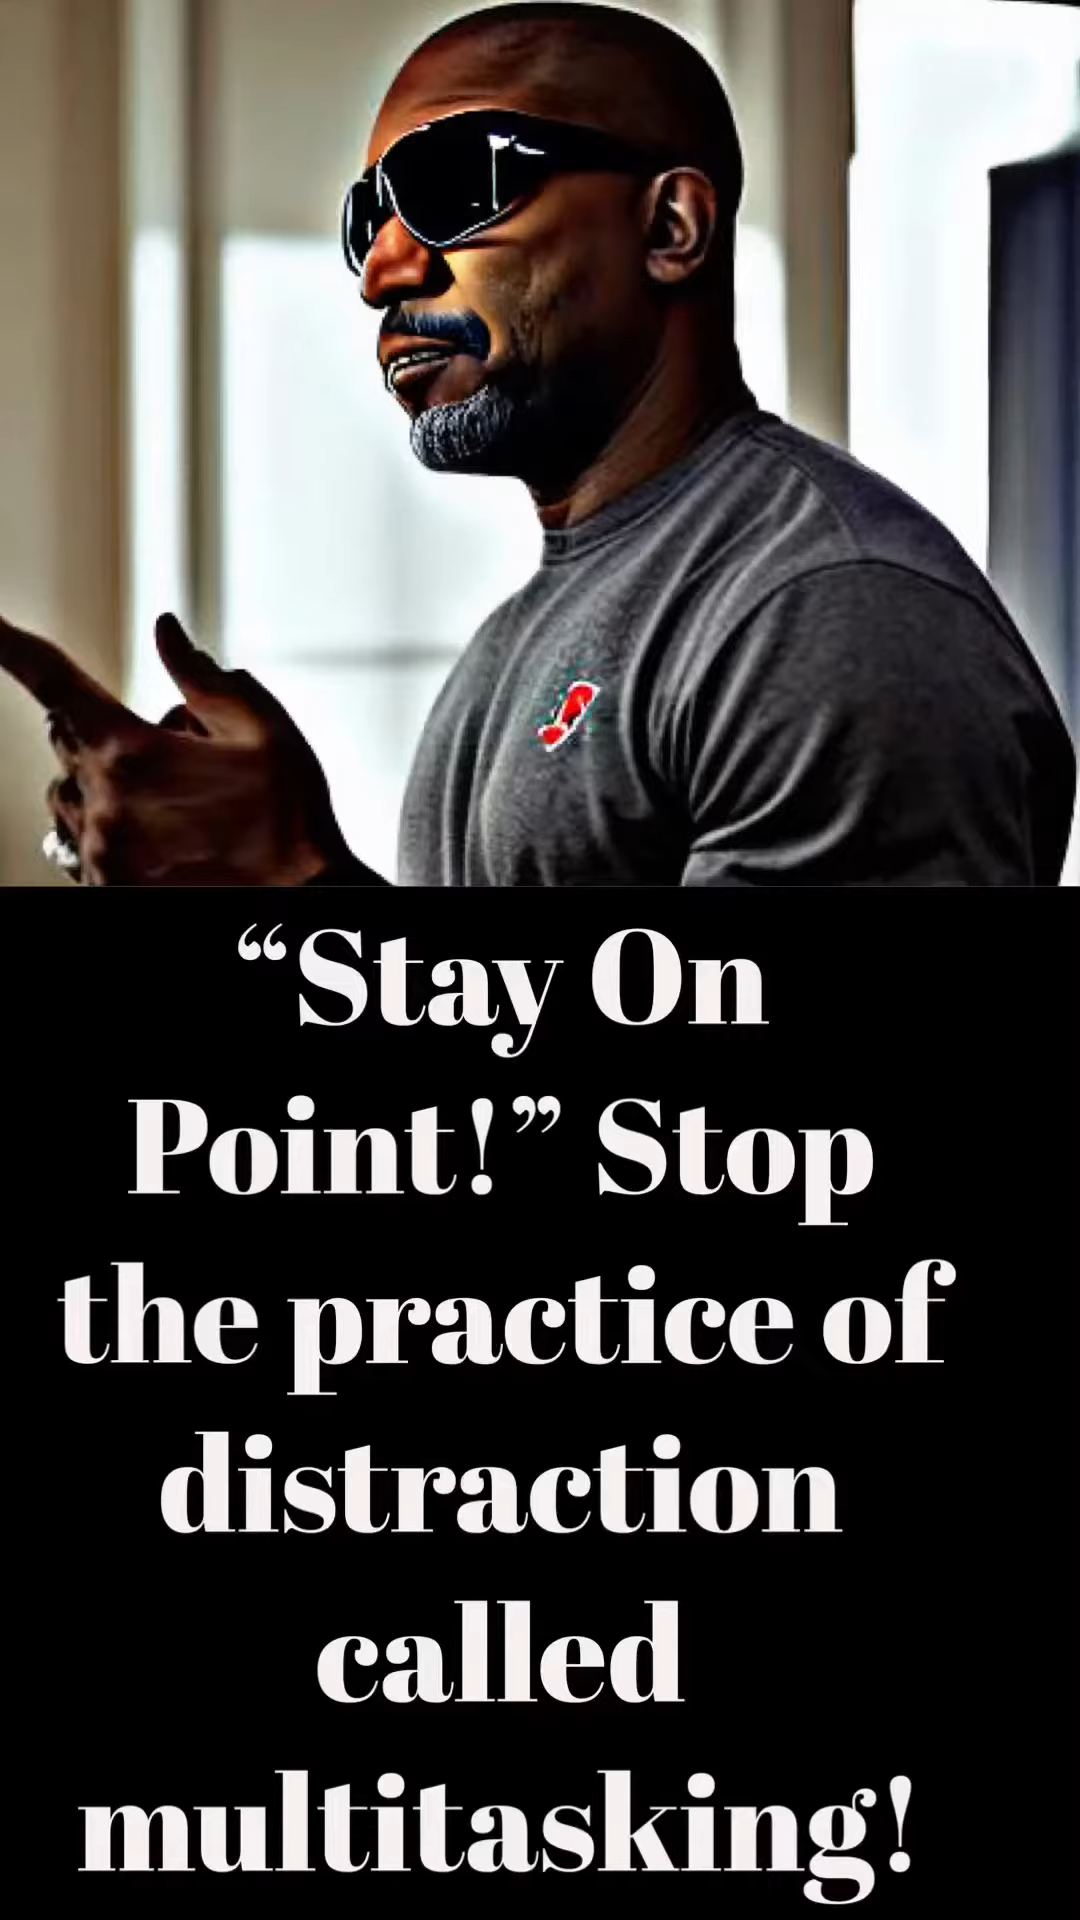 “Stay On
Point!” Stop
the practice of
distraction
called
multitasking!